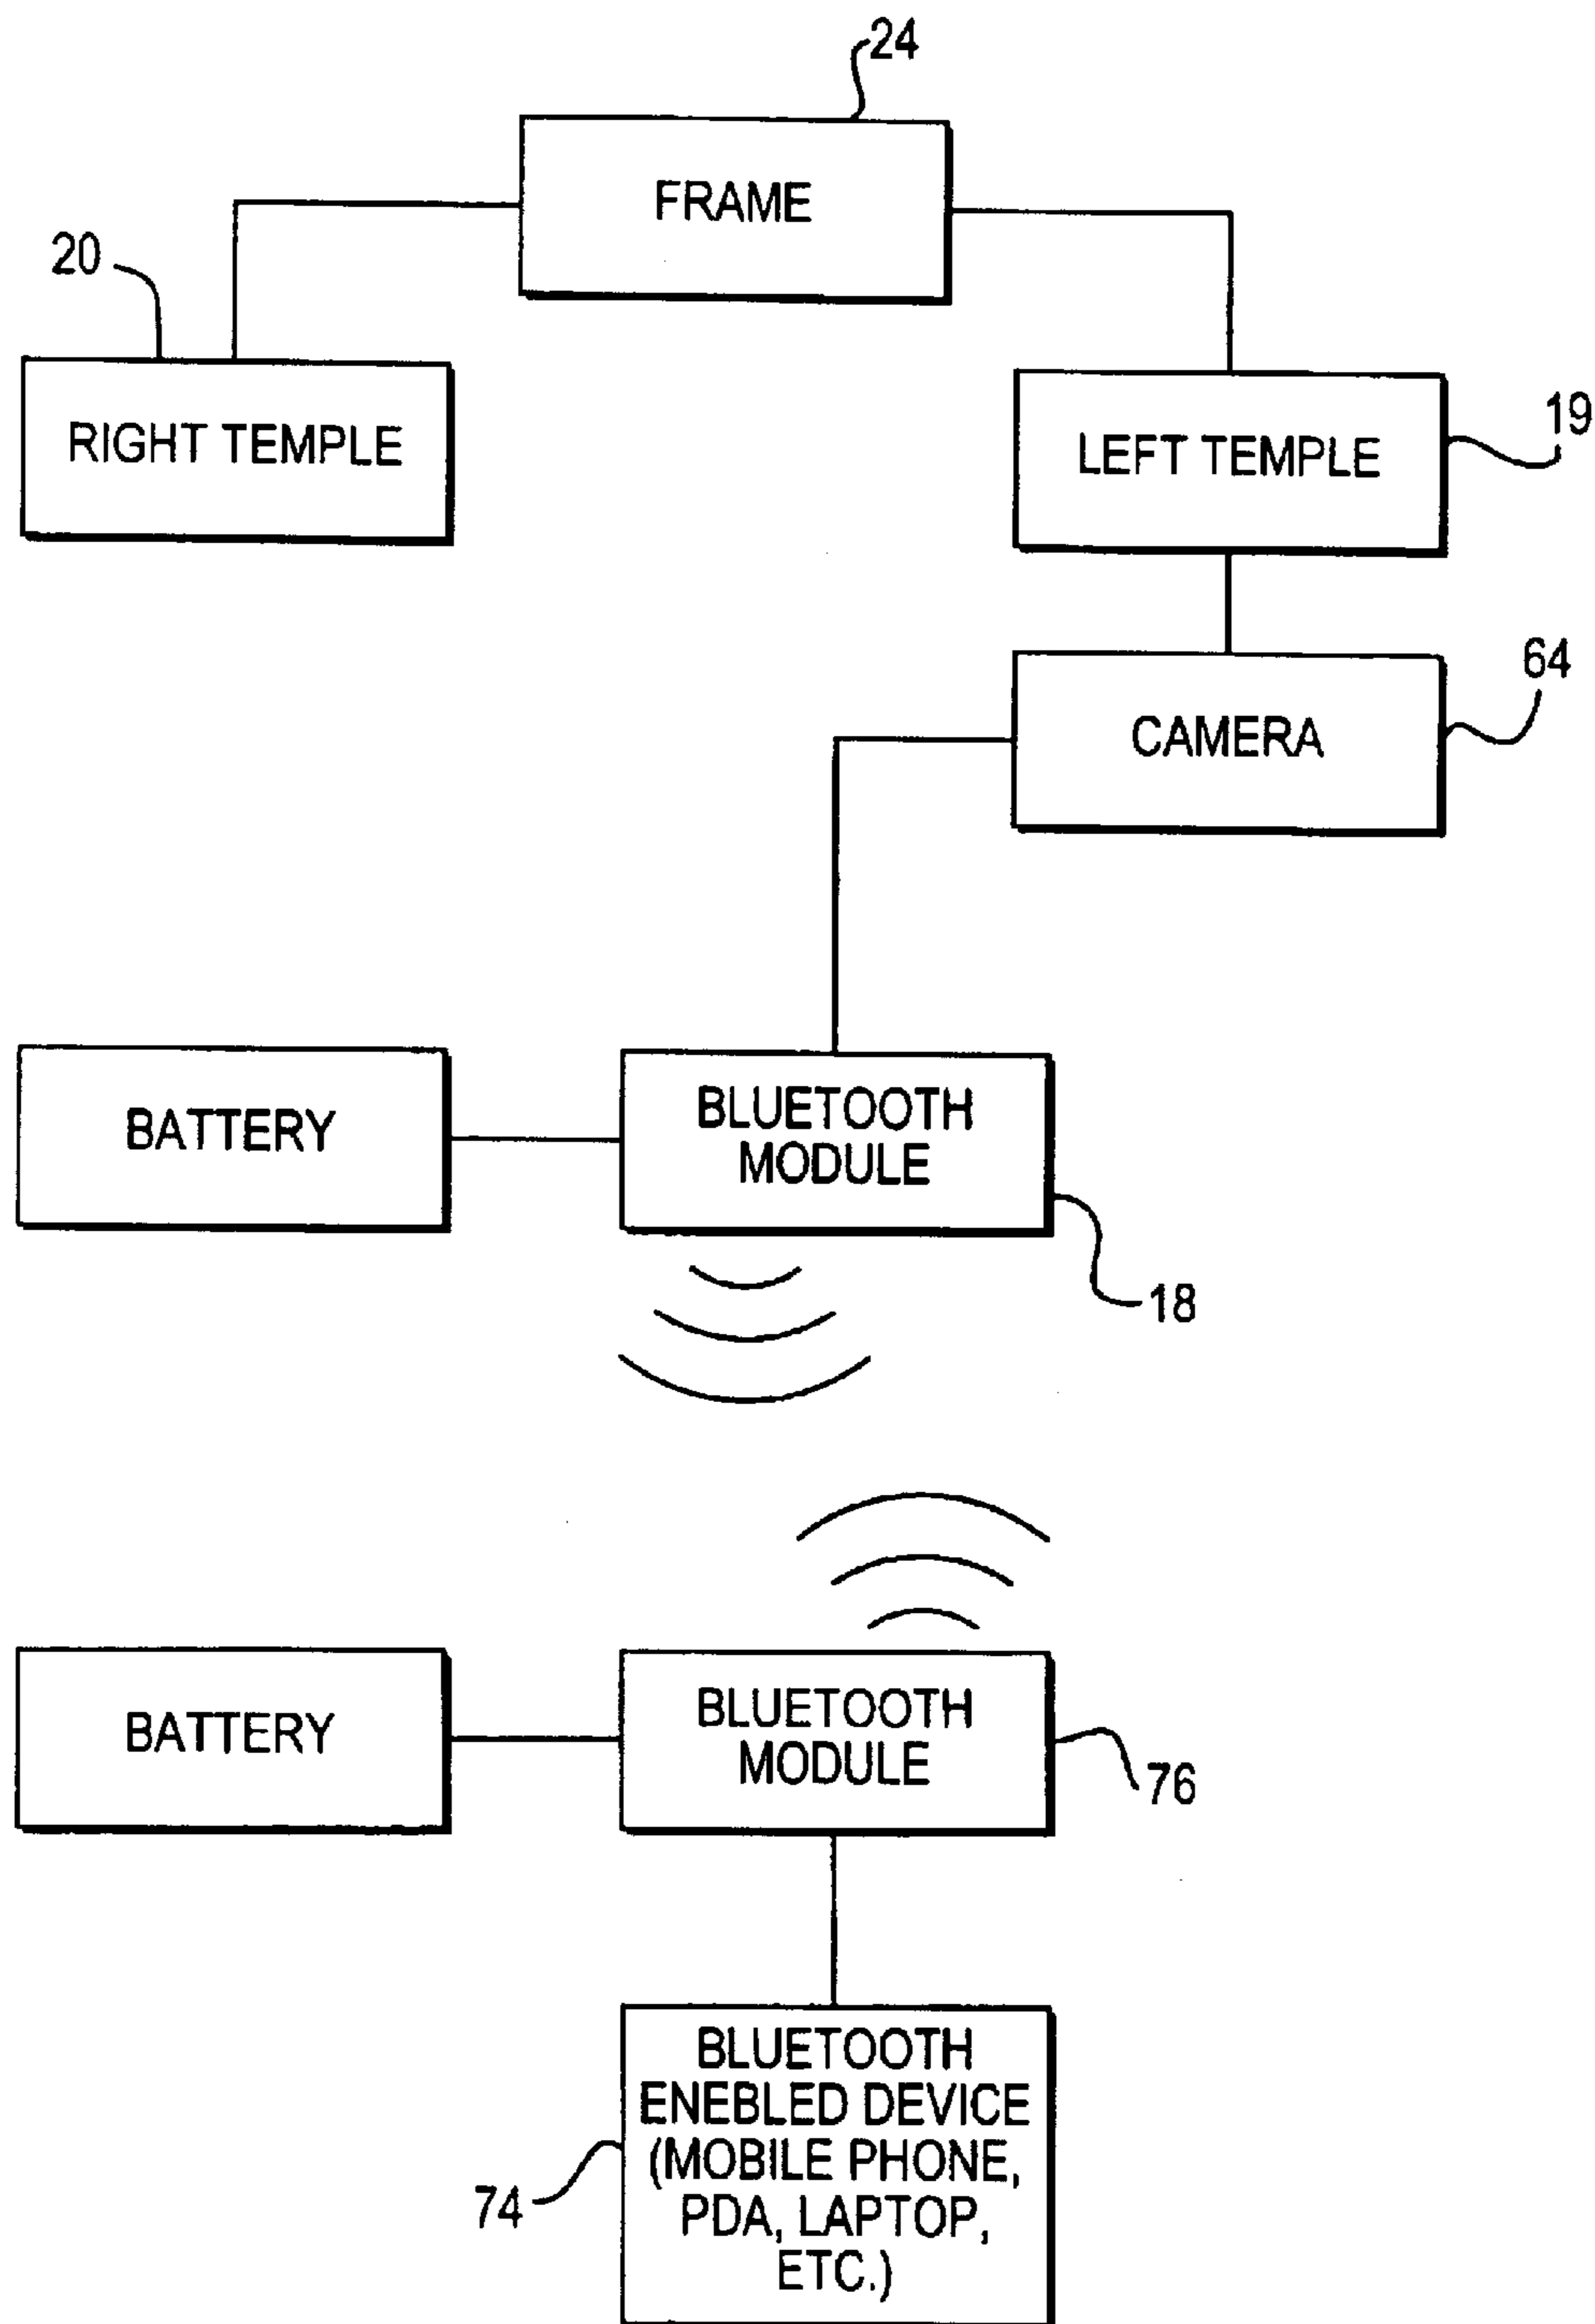 24
FRAME
20
RIGHT TEMPLE
LEFT TEMPLE
19
64
CAMERA
BATTERY
BLUETOOTH
MODULE
18
BATTERY
BLUETOOTH
MODULE
76
BLUETOOTH
ENEBLED DEVICE
(MOBILE PHONE,
PDA, LAPTOP,
ETC.)
74